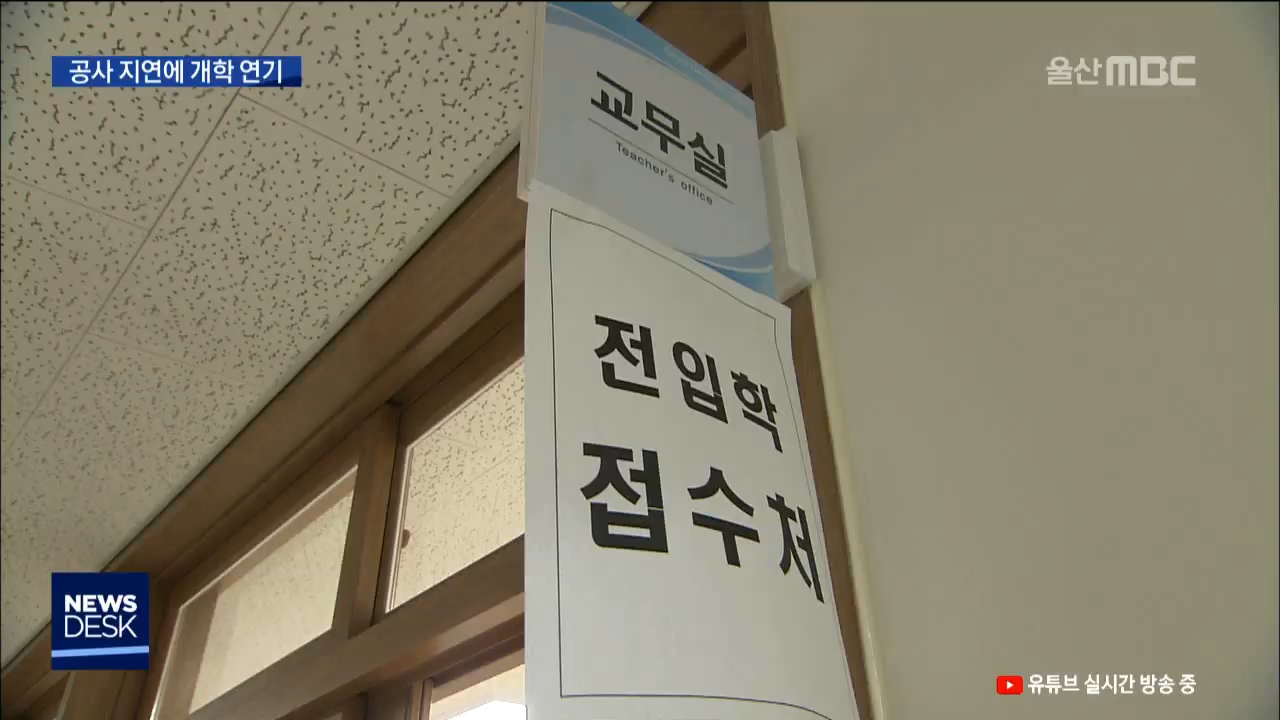 공사 지연에 개학 연기
울산MBC
교무실
Teacher's office
전입학
접수처
NEWS
DESK
유튜브 실시간 방송 중